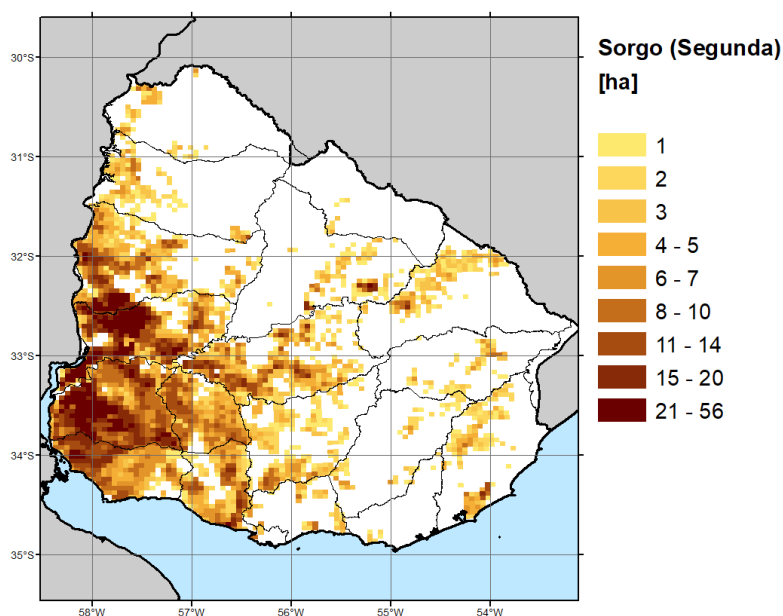 Sorgo (Segunda)
[ha]
1
2
3
4 - 5
6 - 7
8 - 10
11 - 14
15 - 20
21 - 56
30°S
31°S
32°S
33°S
34°S
35°S
58°W 57°W 56°W 55°W 54°W